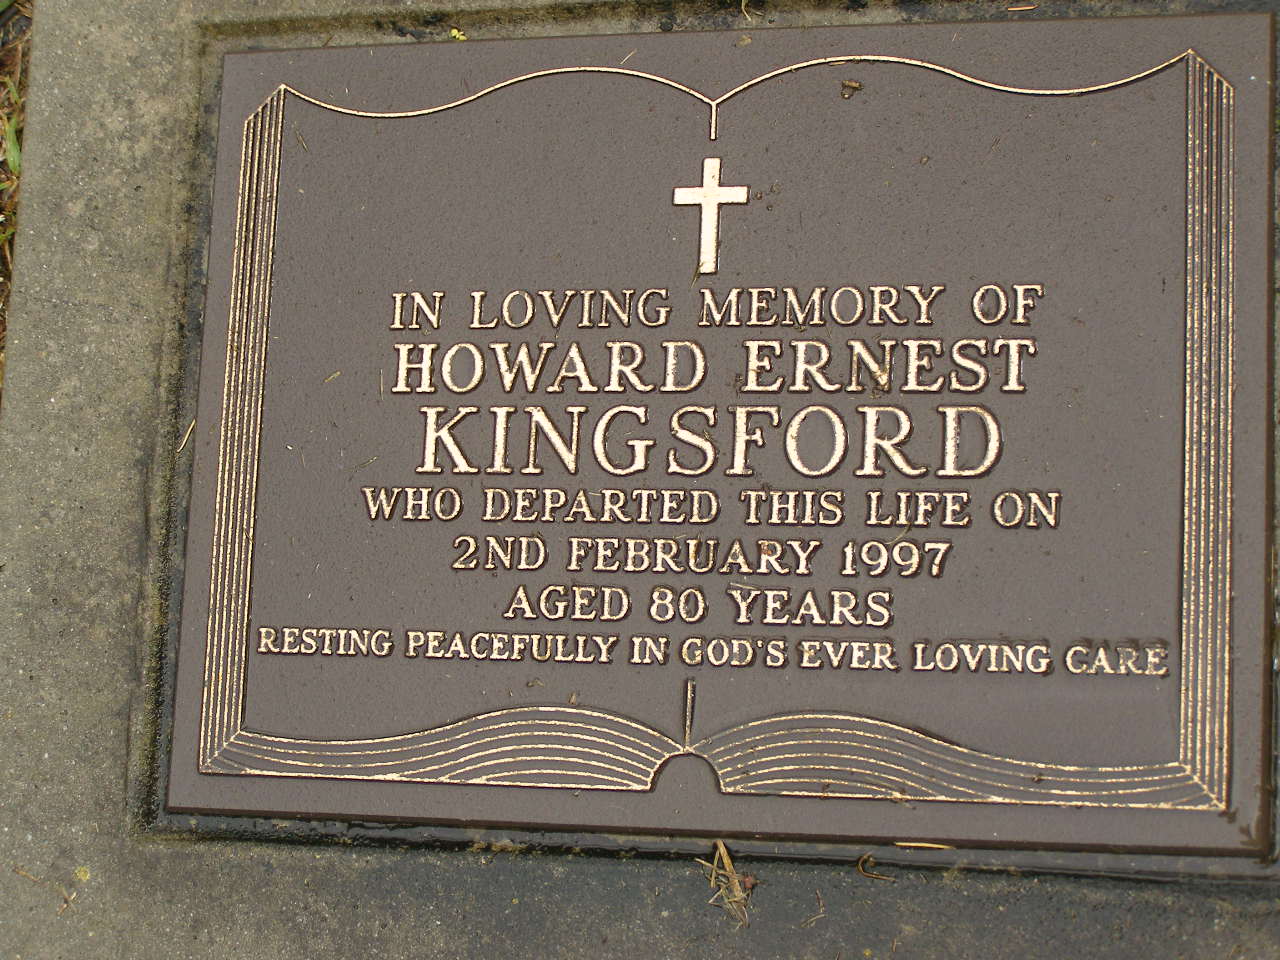 IN LOVING MEMORY OF
HOWARD ERNEST
KINGSFORD
WHO DEPARTED THIS LIFE ON
2ND FEBRUARY 1997
AGED 80 YEARS
RESTING PEACEFULLY IN GOD'S EVER LOVING CARE